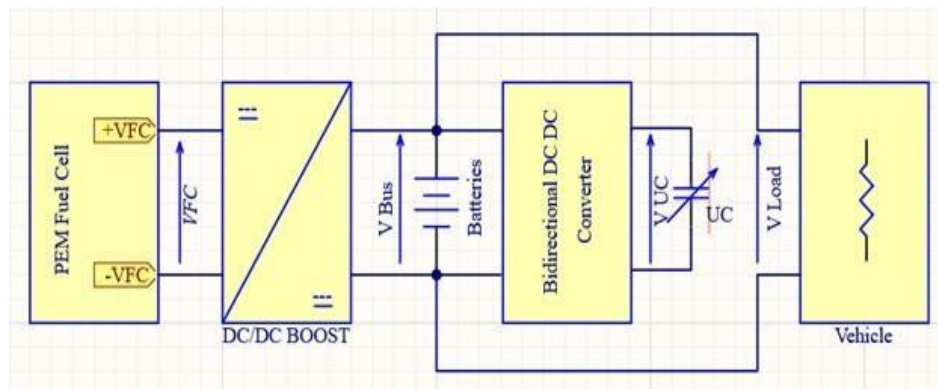 PEM Fuel Cell
+VFC
-VFC
VFC
DC/DC BOOST
V Bus
Batteries
Bidirectional DC DC
Converter
V UC
UC
V Load
Vehicle